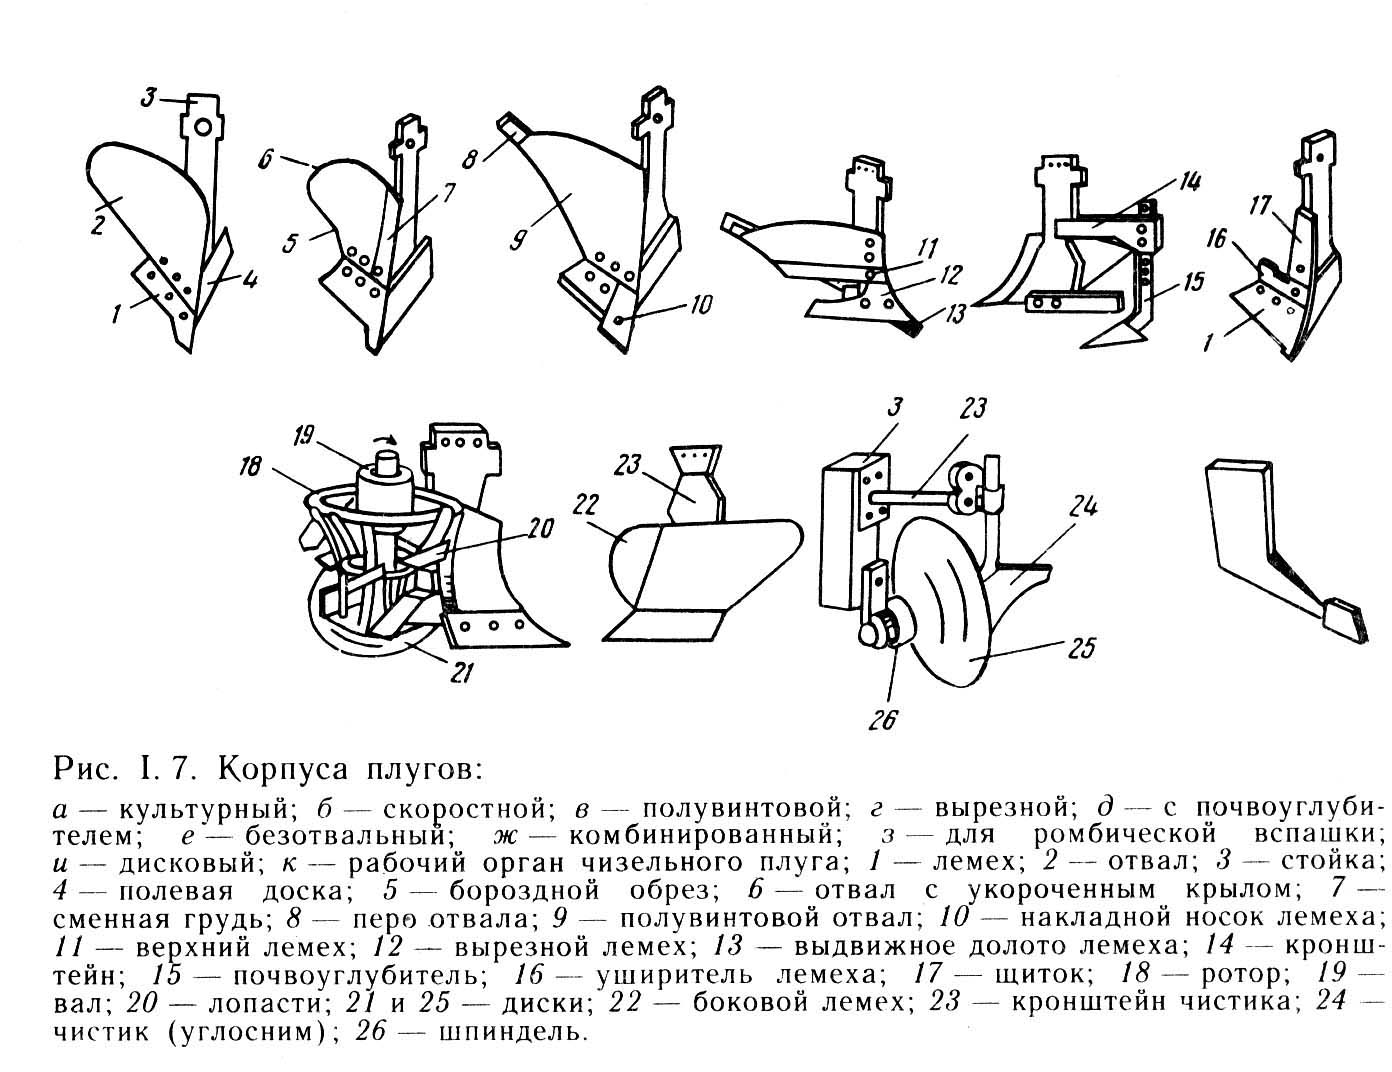 3
6
8
14
17
2
5
7
9
11
12
16
15
1
4
10
13
1
3
23
19
18
23
22
20
24
21
25
26
Рис. I. 7. Корпуса плугов:
а — культурный; б — скоростной; в — полувинтовой; г — вырезной; д — с почвоуглуби-
телем; е — безотвальный; ж — комбинированный; з — для ромбической вспашки;
и — дисковый; к — рабочий орган чизельного плуга; 1 — лемех; 2 — отвал; 3 — стойка;
4 — полевая доска; 5 — бороздной обрез; 6 — отвал с укороченным крылом; 7 —
сменная грудь; 8 — перо отвала; 9 — полувинтовой отвал; 10 — накладной носок лемеха;
11 — верхний лемех; 12 — вырезной лемех; 13 — выдвижное долото лемеха; 14 — кронш-
тейн; 15 — почвоуглубитель; 16 — уширитель лемеха; 17 — щиток; 18 — ротор; 19 —
вал; 20 — лопасти; 21 и 25 — диски; 22 — боковой лемех; 23 — кронштейн чистика; 24 —
чистик (углосним); 26 — шпиндель.